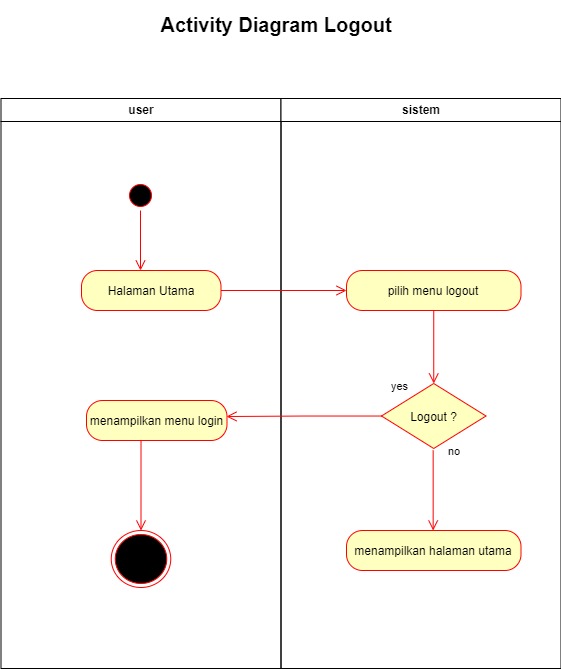 Activity Diagram Logout
user
sistem
Halaman Utama
pilih menu logout
yes
menampilkan menu login
Logout ?
no
menampilkan halaman utama